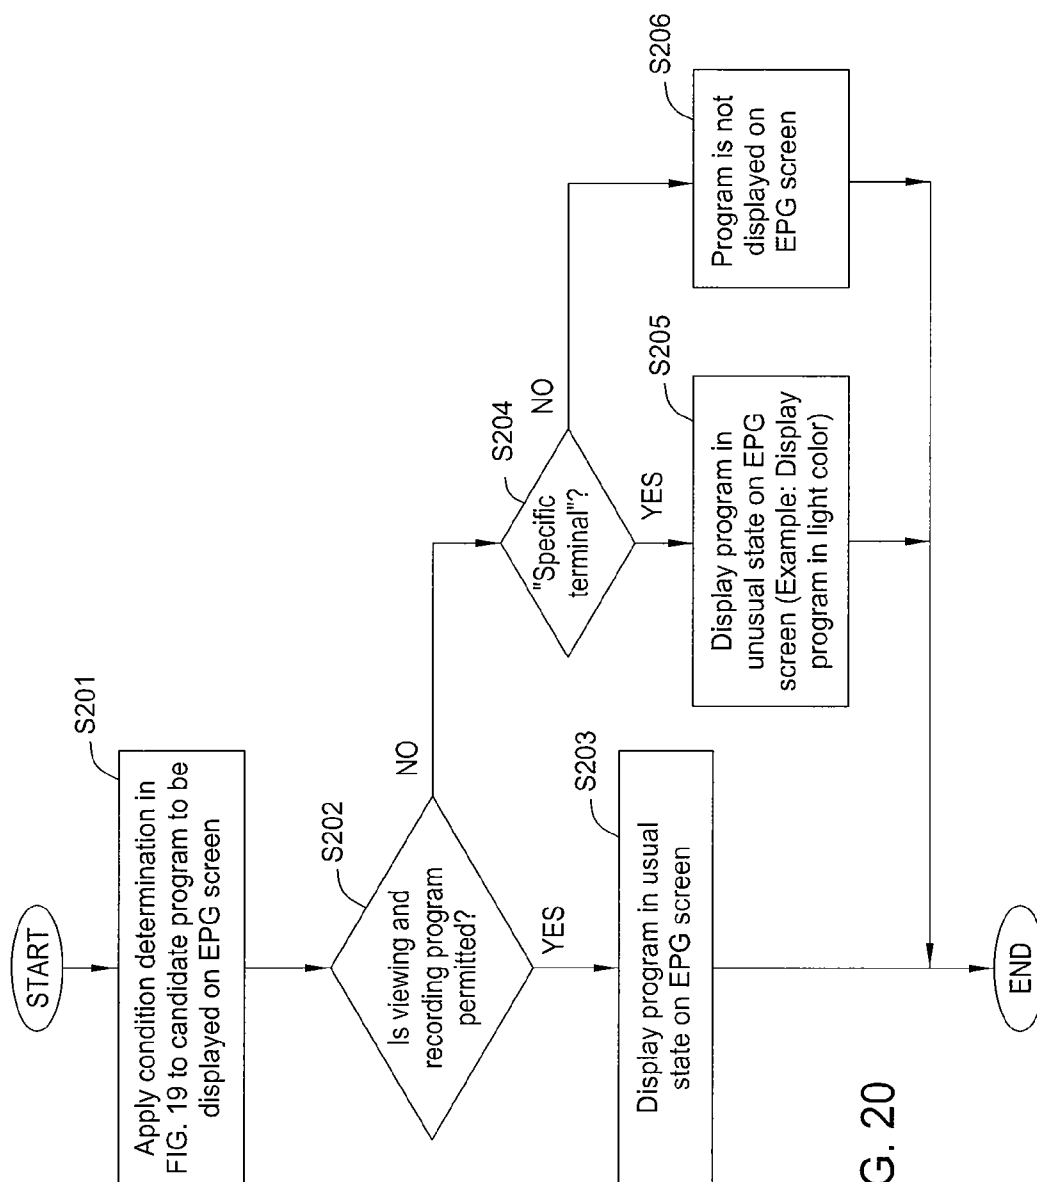 START
S201
Apply condition determination in
FIG. 19 to candidate program to be
displayed on EPG screen
S202
Is viewing and
recording program
permitted?
NO
YES
S203
Display program in usual
state on EPG screen
S204
"Specific
terminal"?
NO
YES
S205
Display program in
unusual state on EPG
screen (Example: Display
program in light color)
S206
Program is not
displayed on
EPG screen
END
G. 20